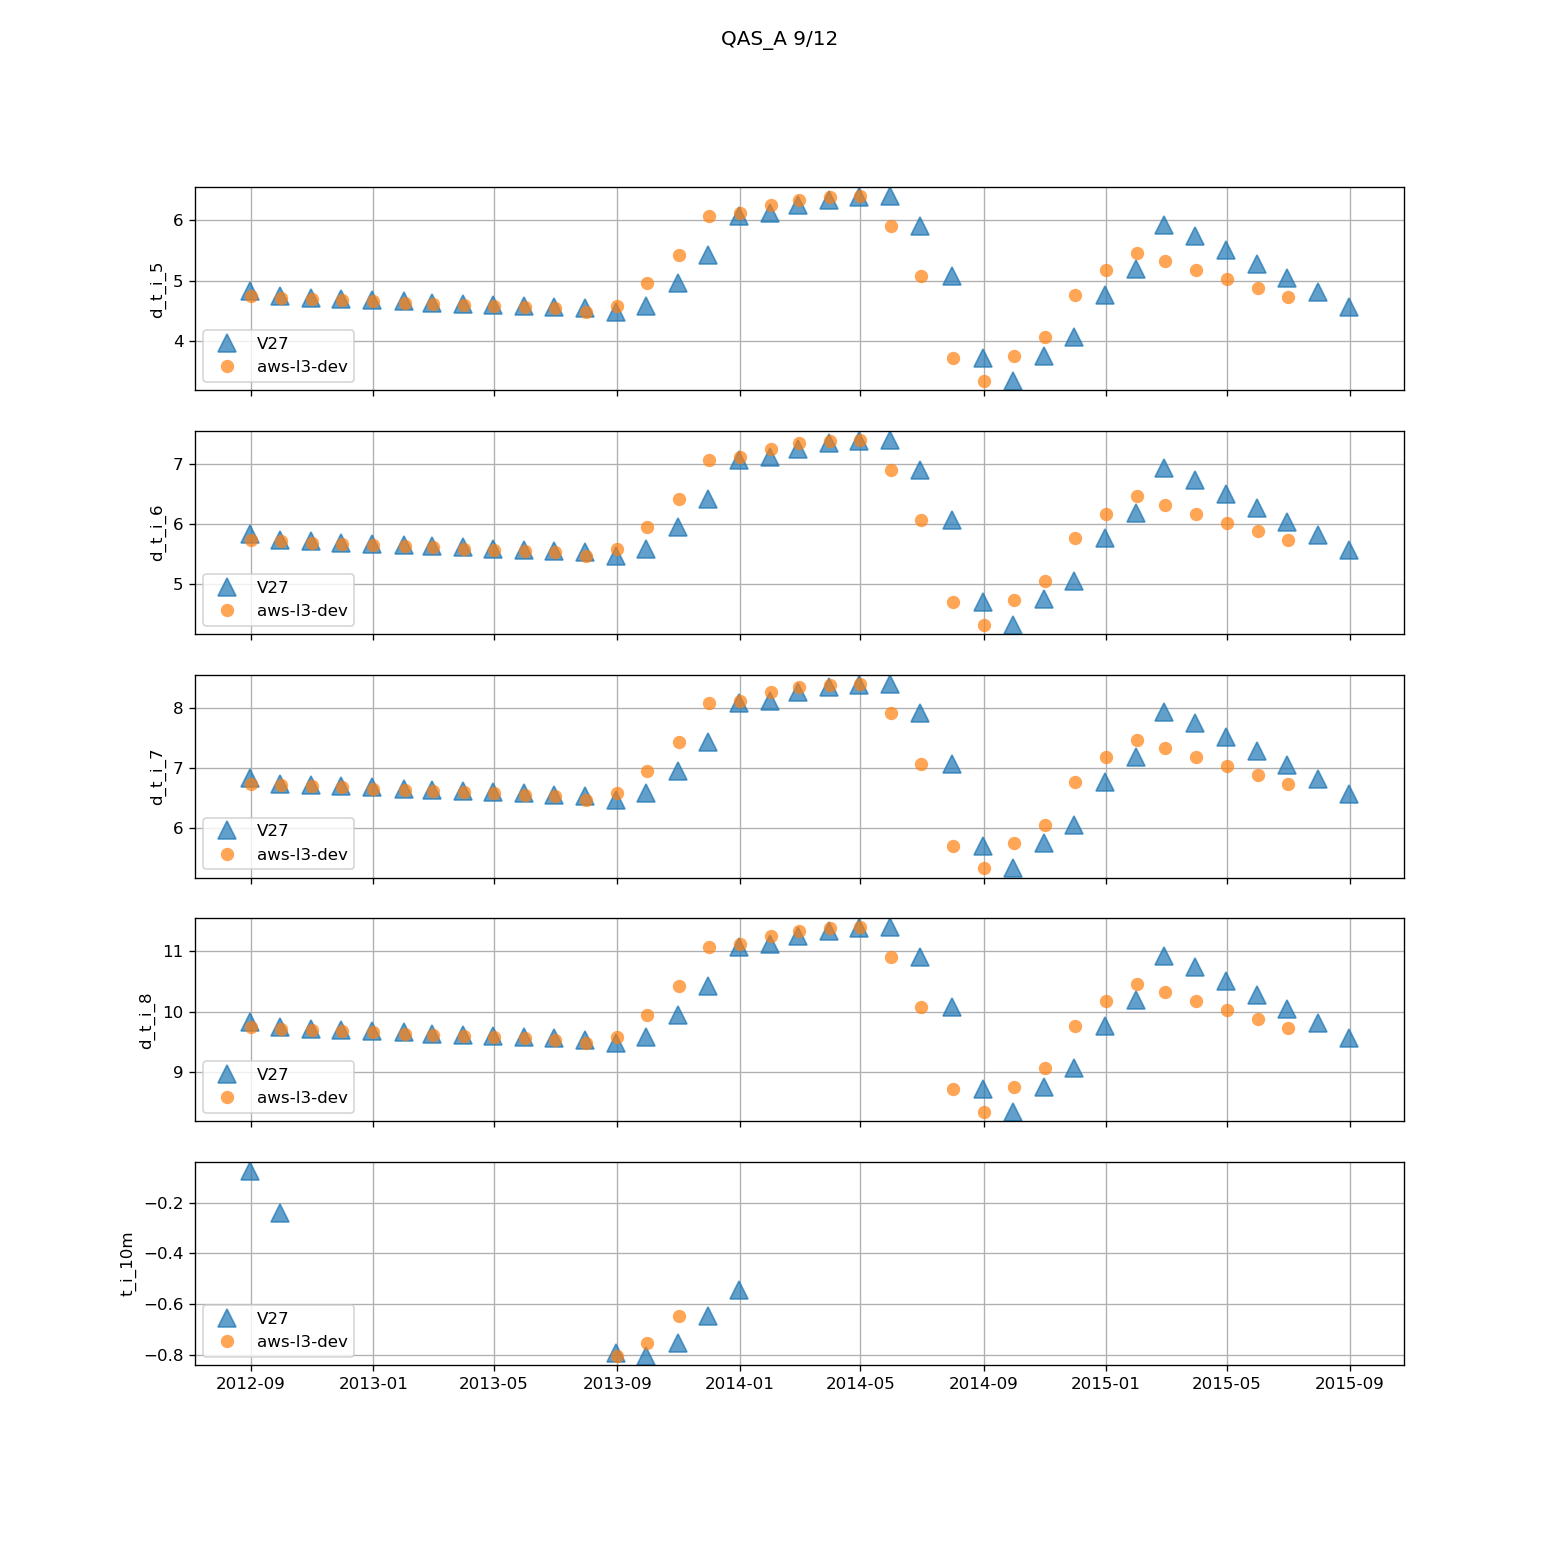 QAS_A 9/12
d_t_i_5
6
5
4
V27
aws-l3-dev
d_t_i_6
7
6
5
V27
aws-l3-dev
d_t_i_7
8
7
6
V27
aws-l3-dev
d_t_i_8
11
10
9
V27
aws-l3-dev
t_i_10m
−0.2
−0.4
−0.6
−0.8
V27
aws-l3-dev
2012-09 2013-01 2013-05 2013-09 2014-01 2014-05 2014-09 2015-01 2015-05 2015-09